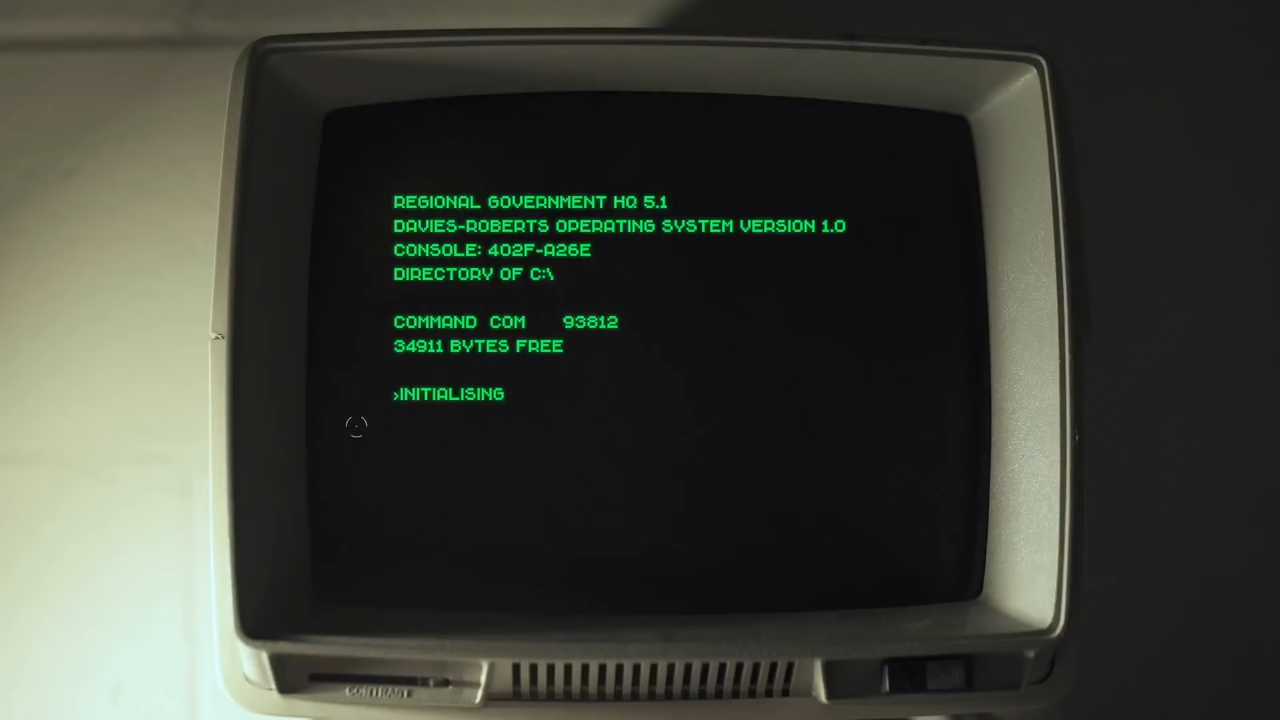 REGIONAL GOVERNMENT HQ 5.1
DAVIES-ROBERTS OPERATING SYSTEM VERSION 1.0
CONSOLE: 402F-A26E
DIRECTORY OF C:\
COMMAND COM 93812
34911 BYTES FREE
>INITIALISING
CONTRAST